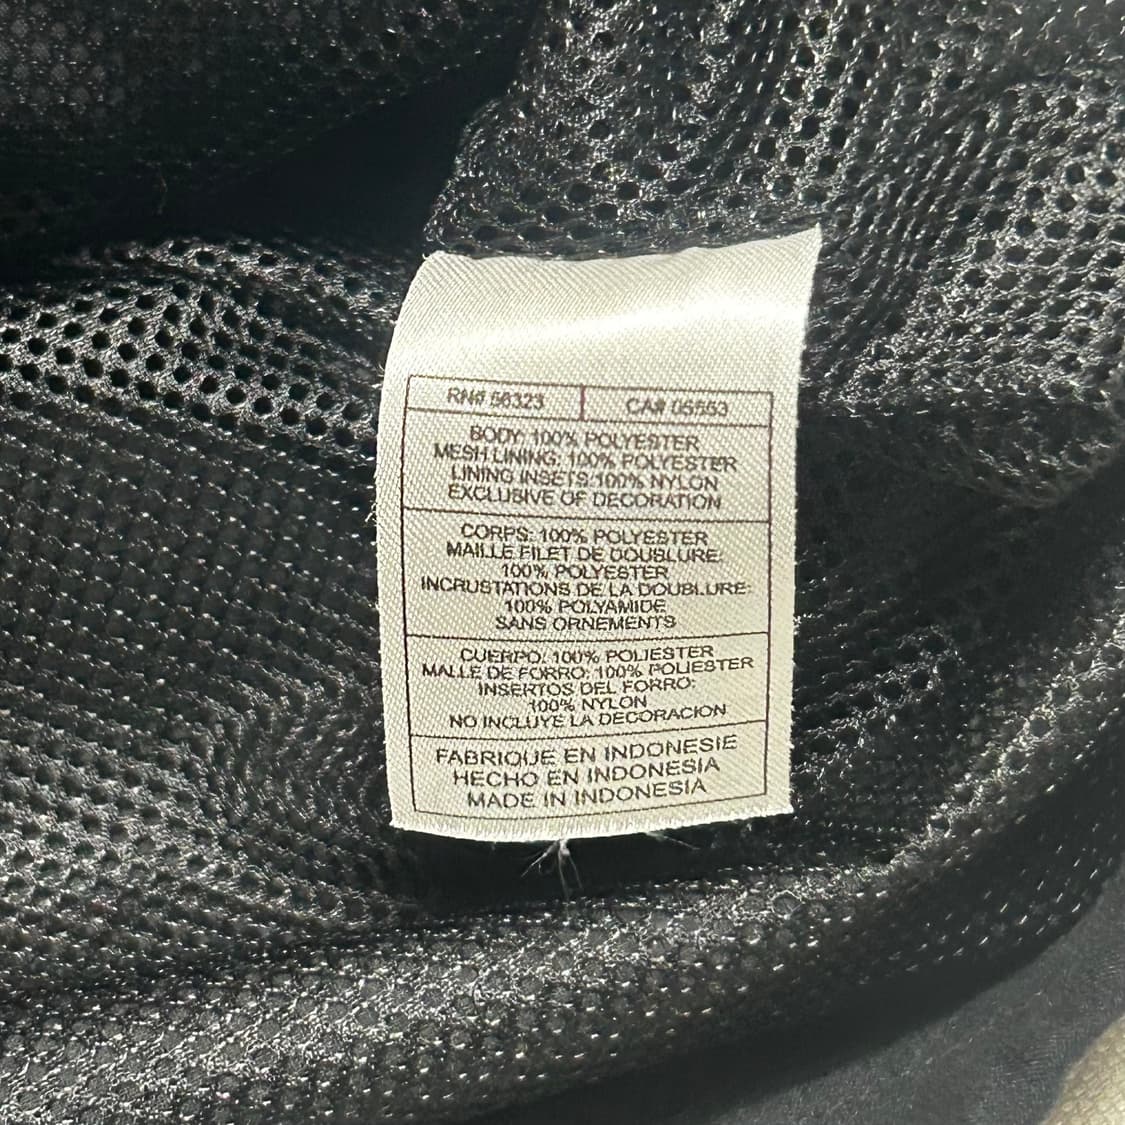 RN# 56323 CA# 05553
BODY: 100% POLYESTER
MESH LINING: 100% POLYESTER
LINING INSETS:100% NYLON
EXCLUSIVE OF DECORATION
CORPS: 100% POLYESTER
MAILLE FILET DE DOUBLURE:
100% POLYESTER
INCRUSTATIONS DE LA DOUBLURE:
100% POLYAMIDE
SANS ORNEMENTS
CUERPO: 100% POLIESTER
MALLE DE FORRO: 100% POLIESTER
INSERTOS DEL FORRO:
100% NYLON
NO INCLUYE LA DECORACION
FABRIQUE EN INDONESIE
HECHO EN INDONESIA
MADE IN INDONESIA